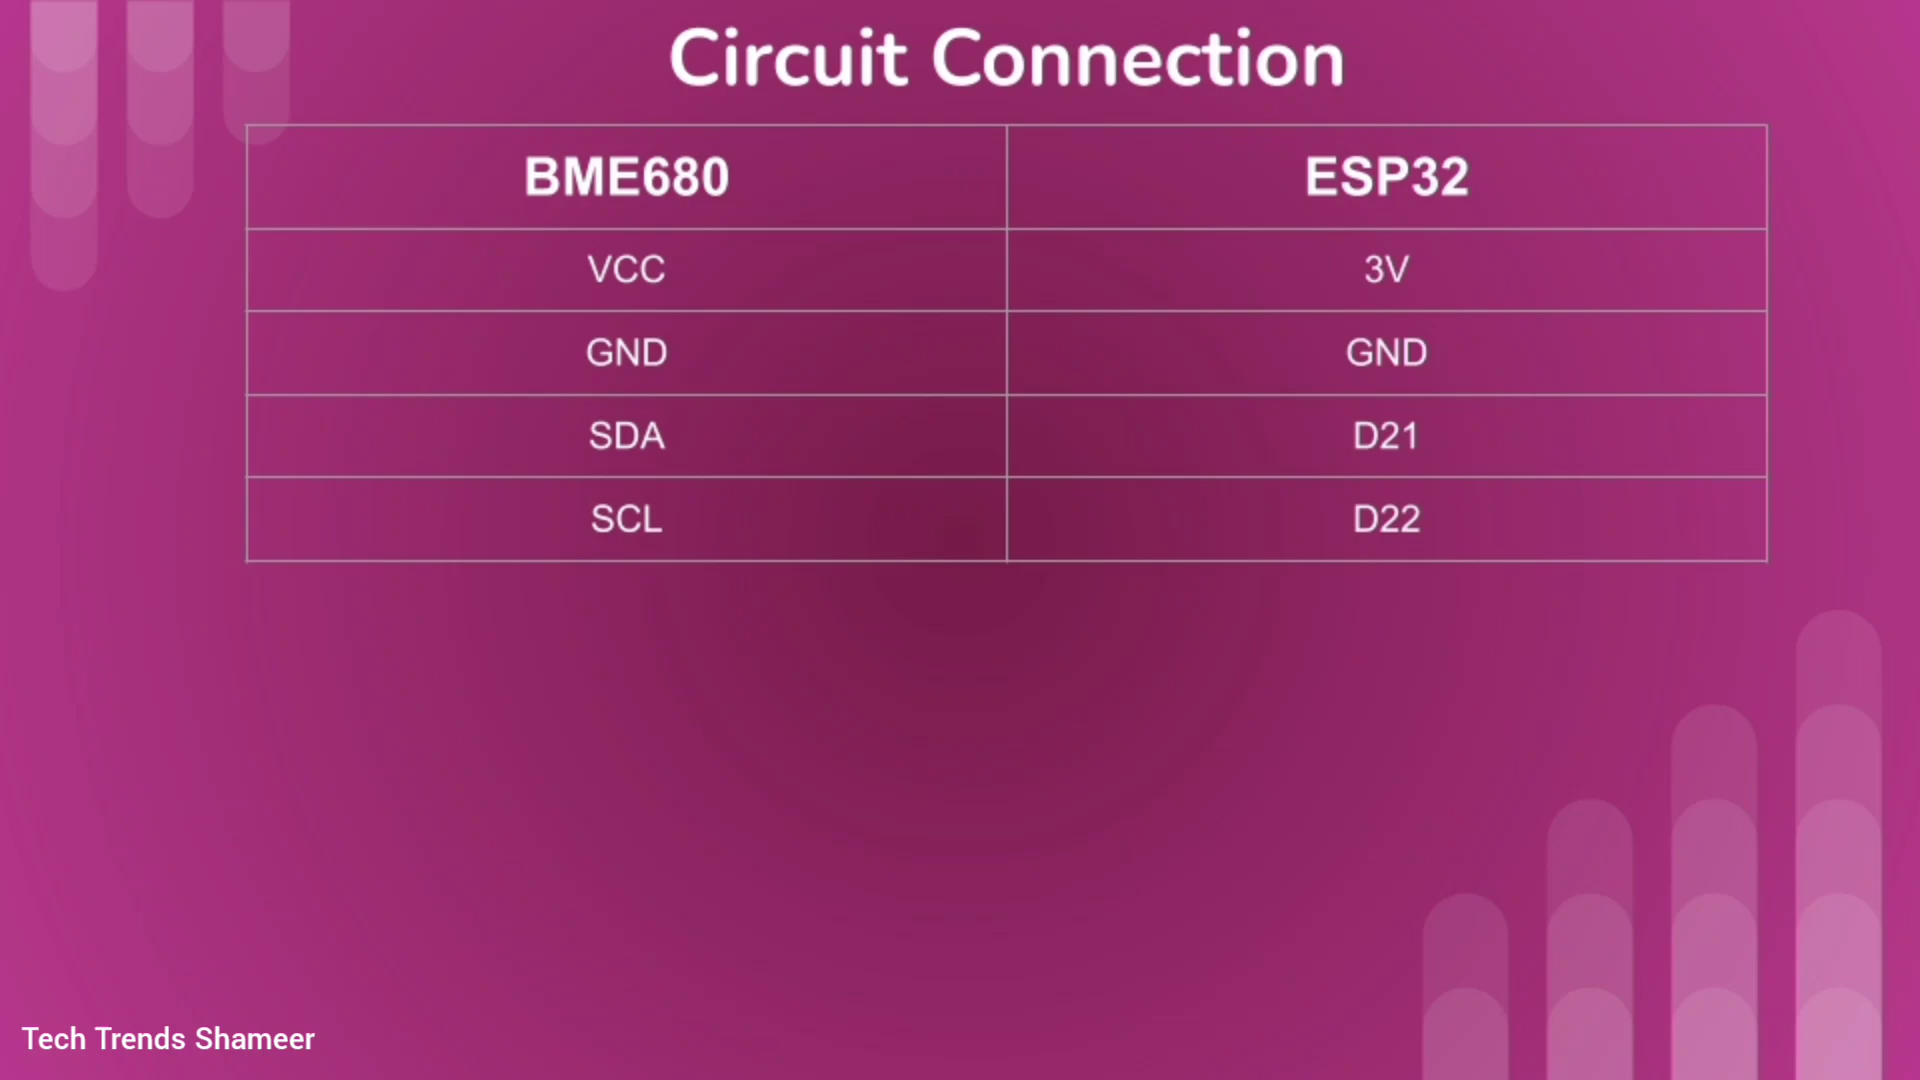 Circuit Connection
BME680 ESP32
VCC 3V
GND GND
SDA D21
SCL D22
Tech Trends Shameer